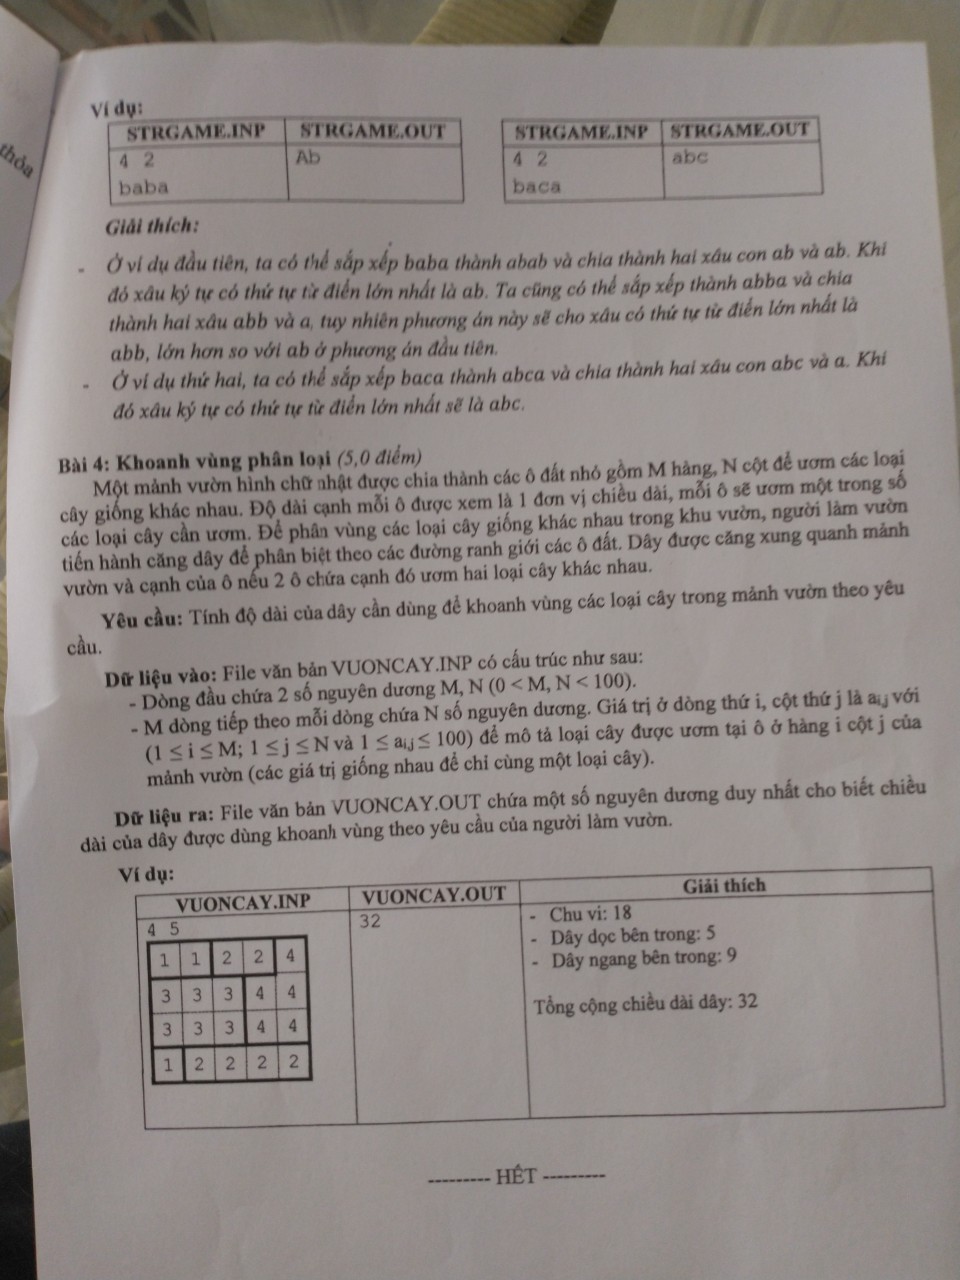 thỏa
Ví dụ:
STRGAME.INP STRGAME.OUT
4 2 Ab
baba
STRGAME.INP STRGAME.OUT
4 2 abc
baca
Giải thích:
- Ở ví dụ đầu tiên, ta có thể sắp xếp baba thành abab và chia thành hai xâu con ab và ab. Khi
đó xâu ký tự có thứ tự từ điển lớn nhất là ab. Ta cũng có thể sắp xếp thành abba và chia
thành hai xâu abb và a, tuy nhiên phương án này sẽ cho xâu có thứ tự từ điển lớn nhất là
abb, lớn hơn so với ab ở phương án đầu tiên.
- Ở ví dụ thứ hai, ta có thể sắp xếp baca thành abca và chia thành hai xâu con abc và a. Khi
đó xâu ký tự có thứ tự từ điển lớn nhất sẽ là abc.
Bài 4: Khoanh vùng phân loại (5,0 điểm)
Một mảnh vườn hình chữ nhật được chia thành các ô đất nhỏ gồm M hàng, N cột để ươm các loại
cây giống khác nhau. Độ dài cạnh mỗi ô được xem là 1 đơn vị chiều dài, mỗi ô sẽ ươm một trong số
các loại cây cần ươm. Để phân vùng các loại cây giống khác nhau trong khu vườn, người làm vườn
tiến hành căng dây để phân biệt theo các đường ranh giới các ô đất. Dây được căng xung quanh mảnh
vườn và cạnh của ô nếu 2 ô chứa cạnh đó ươm hai loại cây khác nhau.
Yêu cầu: Tính độ dài của dây cần dùng để khoanh vùng các loại cây trong mảnh vườn theo yêu
cầu.
Dữ liệu vào: File văn bản VUONCAY.INP có cấu trúc như sau:
- Dòng đầu chứa 2 số nguyên dương M, N (0 < M, N < 100).
- M dòng tiếp theo mỗi dòng chứa N số nguyên dương. Giá trị ở dòng thứ i, cột thứ j là aᵢ,ⱼ với
(1 ≤ i ≤ M; 1 ≤ j ≤ N và 1 ≤ aᵢ,ⱼ ≤ 100) để mô tả loại cây được ươm tại ô ở hàng i cột j của
mảnh vườn (các giá trị giống nhau để chỉ cùng một loại cây).
Dữ liệu ra: File văn bản VUONCAY.OUT chứa một số nguyên dương duy nhất cho biết chiều
dài của dây được dùng khoanh vùng theo yêu cầu của người làm vườn.
Ví dụ:
VUONCAY.INP VUONCAY.OUT Giải thích
4 5
1 1 2 2 4
3 3 3 4 4
3 3 3 4 4
1 2 2 2 2
32
- Chu vi: 18
- Dây dọc bên trong: 5
- Dây ngang bên trong: 9
Tổng cộng chiều dài dây: 32
--------- HẾT ---------